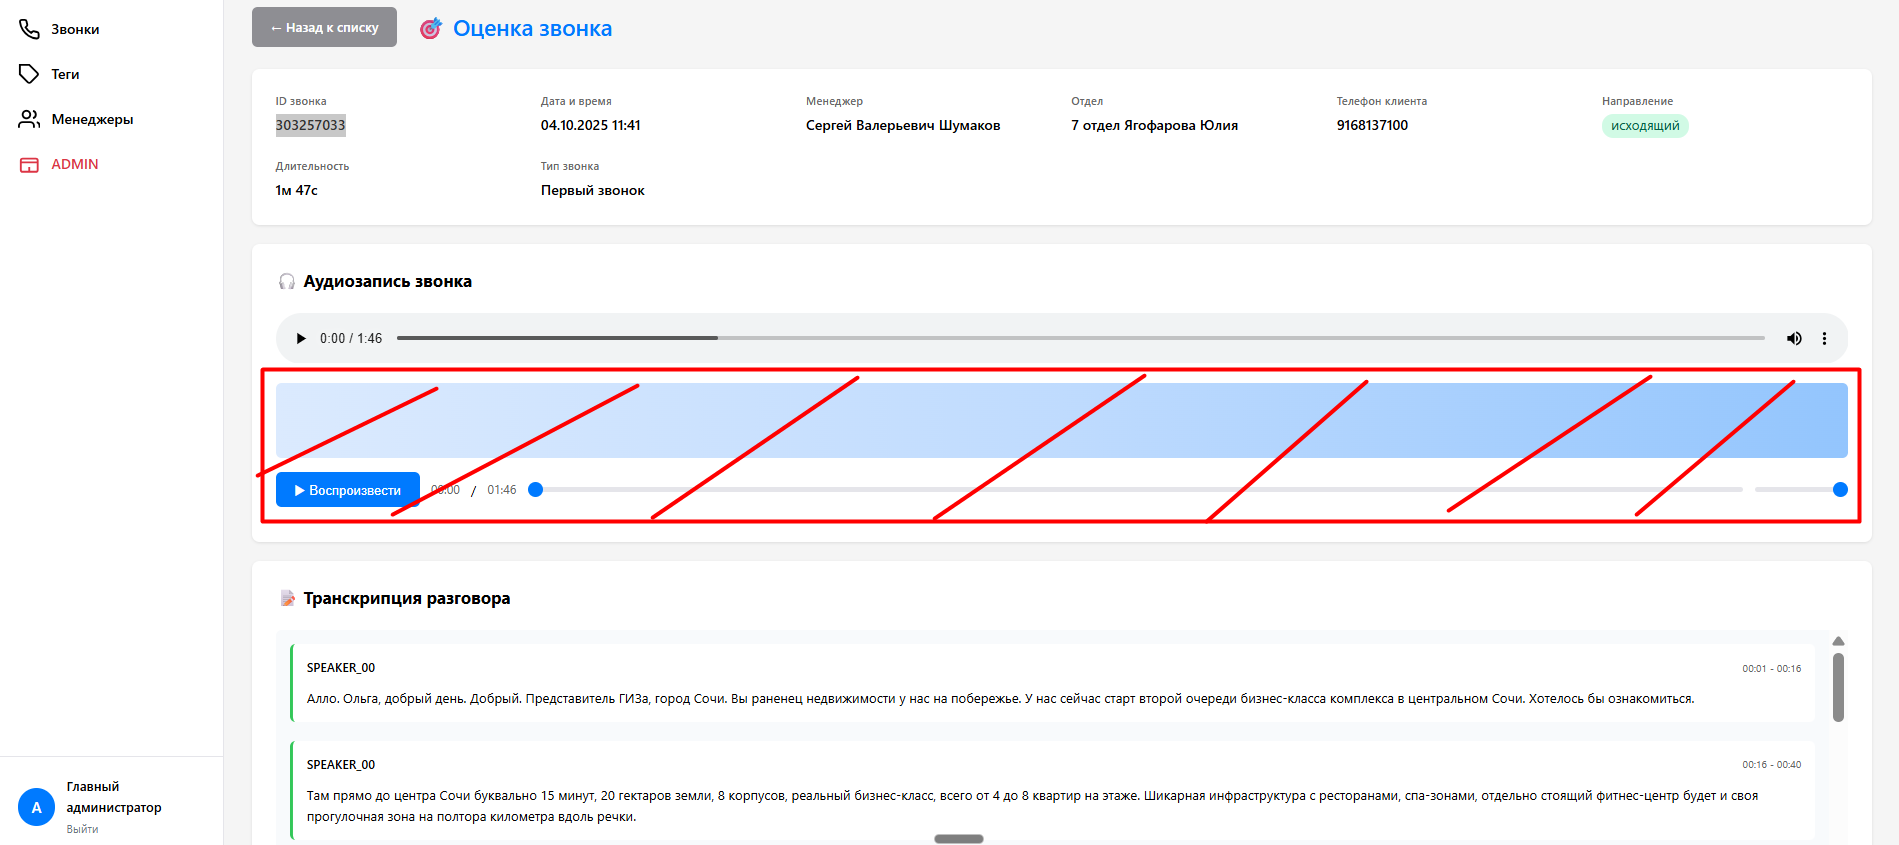 Звонки
Теги
Менеджеры
ADMIN
← Назад к списку
Оценка звонка
ID звонка
303257033
Дата и время
04.10.2025 11:41
Менеджер
Сергей Валерьевич Шумаков
Отдел
7 отдел Ягофарова Юлия
Телефон клиента
9168137100
Направление
исходящий
Длительность
1м 47с
Тип звонка
Первый звонок
Аудиозапись звонка
0:00 / 1:46
Воспроизвести
00:00 / 01:46
Транскрипция разговора
SPEAKER_00
00:01 - 00:16
Алло. Ольга, добрый день. Добрый. Представитель ГИЗа, город Сочи. Вы раненец недвижимости у нас на побережье. У нас сейчас старт второй очереди бизнес-класса комплекса в центральном Сочи. Хотелось бы ознакомиться.
SPEAKER_00
00:16 - 00:40
Там прямо до центра Сочи буквально 15 минут, 20 гектаров земли, 8 корпусов, реальный бизнес-класс, всего от 4 до 8 квартир на этаже. Шикарная инфраструктура с ресторанами, спа-зонами, отдельно стоящий фитнес-центр будет и своя
прогулочная зона на полтора километра вдоль речки.
А
Главный
администратор
Выйти